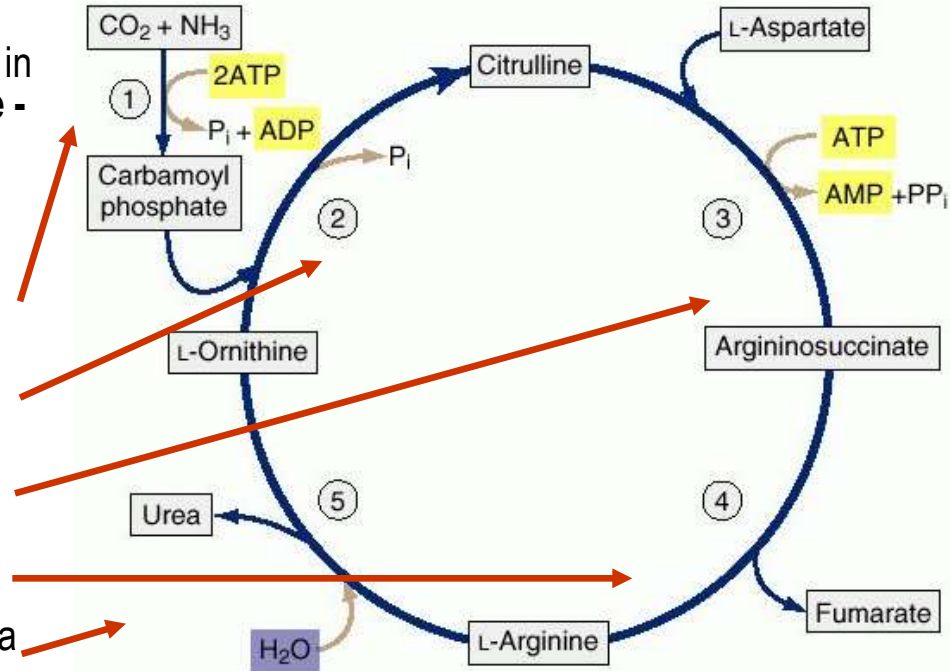 CO₂ + NH₃
in
e -
2ATP
1
Pᵢ + ADP
Carbamoyl
phosphate
Pᵢ
2
Citrulline
L-Aspartate
ATP
AMP +PPᵢ
3
L-Ornithine
Argininosuccinate
5
4
Urea
Fumarate
a
H₂O
L-Arginine